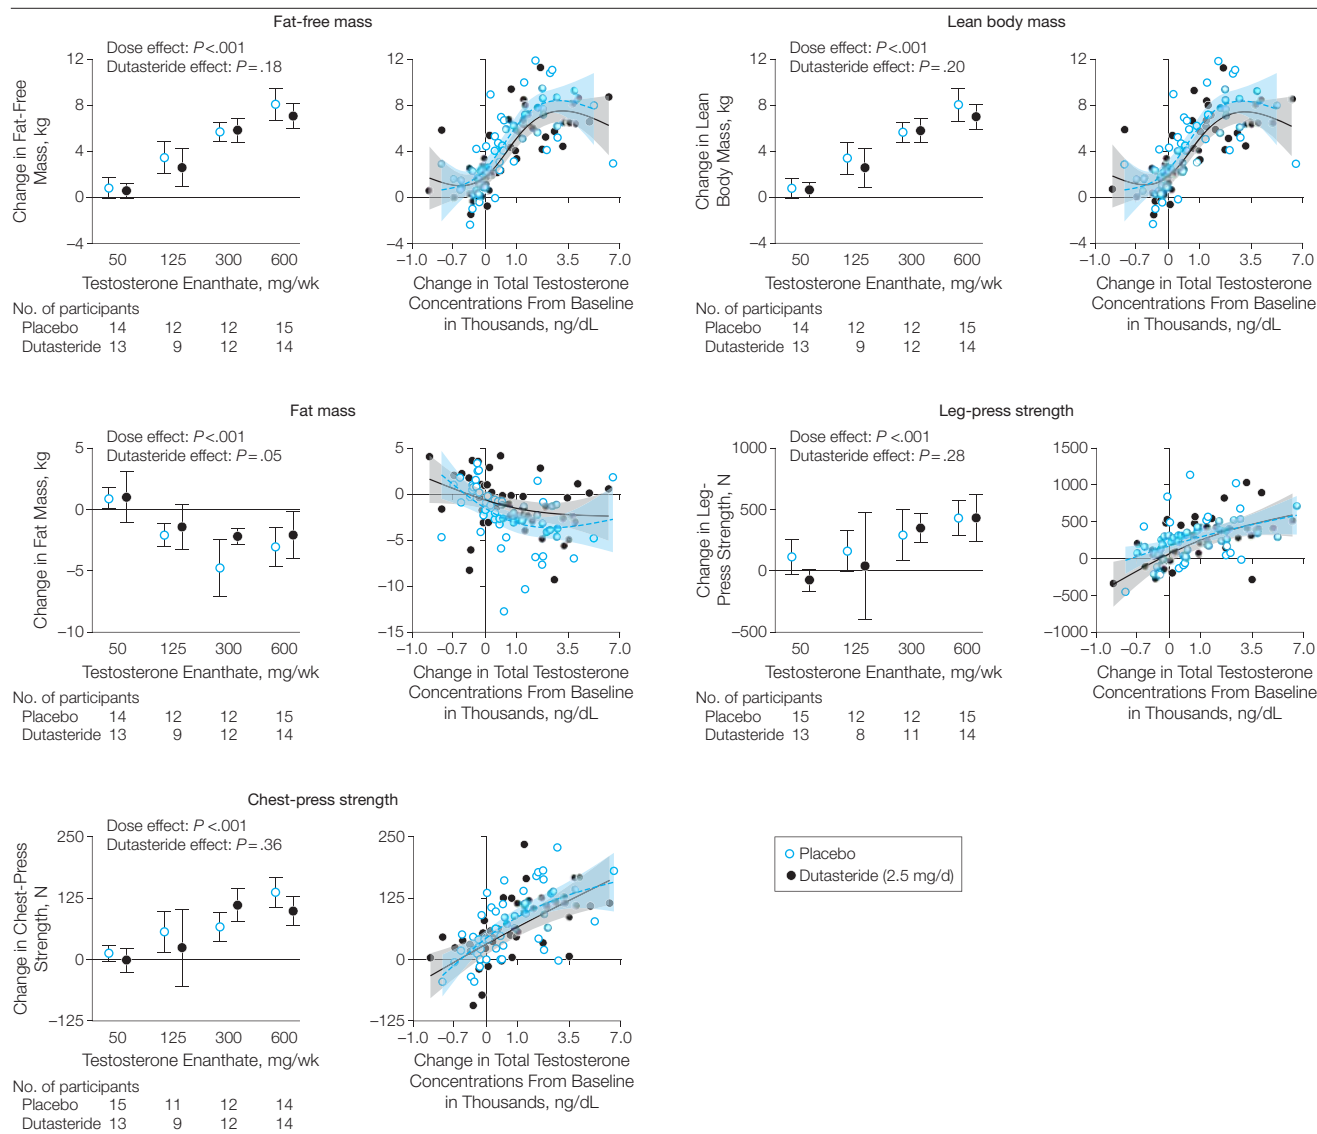 Fat-free mass
Dose effect: P<.001
Dutasteride effect: P=.18
Change in Fat-Free
Mass, kg
12
8
4
0
−4
50 125 300 600
Testosterone Enanthate, mg/wk
12
8
4
0
−4
−1.0 −0.7 0 1.0 3.5 7.0
Change in Total Testosterone
Concentrations From Baseline
in Thousands, ng/dL
No. of participants
Placebo 14 12 12 15
Dutasteride 13 9 12 14
Lean body mass
Dose effect: P<.001
Dutasteride effect: P=.20
Change in Lean
Body Mass, kg
12
8
4
0
−4
50 125 300 600
Testosterone Enanthate, mg/wk
12
8
4
0
−4
−1.0 −0.7 0 1.0 3.5 7.0
Change in Total Testosterone
Concentrations From Baseline
in Thousands, ng/dL
No. of participants
Placebo 14 12 12 15
Dutasteride 13 9 12 14
Fat mass
Dose effect: P<.001
Dutasteride effect: P=.05
Change in Fat Mass, kg
5
0
−5
−10
50 125 300 600
Testosterone Enanthate, mg/wk
5
0
−5
−10
−15
−1.0 −0.7 0 1.0 3.5 7.0
Change in Total Testosterone
Concentrations From Baseline
in Thousands, ng/dL
No. of participants
Placebo 14 12 12 15
Dutasteride 13 9 12 14
Leg-press strength
Dose effect: P<.001
Dutasteride effect: P=.28
Change in Leg-
Press Strength, N
1000
500
0
−500
50 125 300 600
Testosterone Enanthate, mg/wk
1500
1000
500
0
−500
−1000
−1.0 −0.7 0 1.0 3.5 7.0
Change in Total Testosterone
Concentrations From Baseline
in Thousands, ng/dL
No. of participants
Placebo 15 12 12 15
Dutasteride 13 8 11 14
Chest-press strength
Dose effect: P<.001
Dutasteride effect: P=.36
Change in Chest-Press
Strength, N
250
125
0
−125
50 125 300 600
Testosterone Enanthate, mg/wk
250
125
0
−125
−1.0 −0.7 0 1.0 3.5 7.0
Change in Total Testosterone
Concentrations From Baseline
in Thousands, ng/dL
No. of participants
Placebo 15 11 12 14
Dutasteride 13 9 12 14
Placebo
Dutasteride (2.5 mg/d)